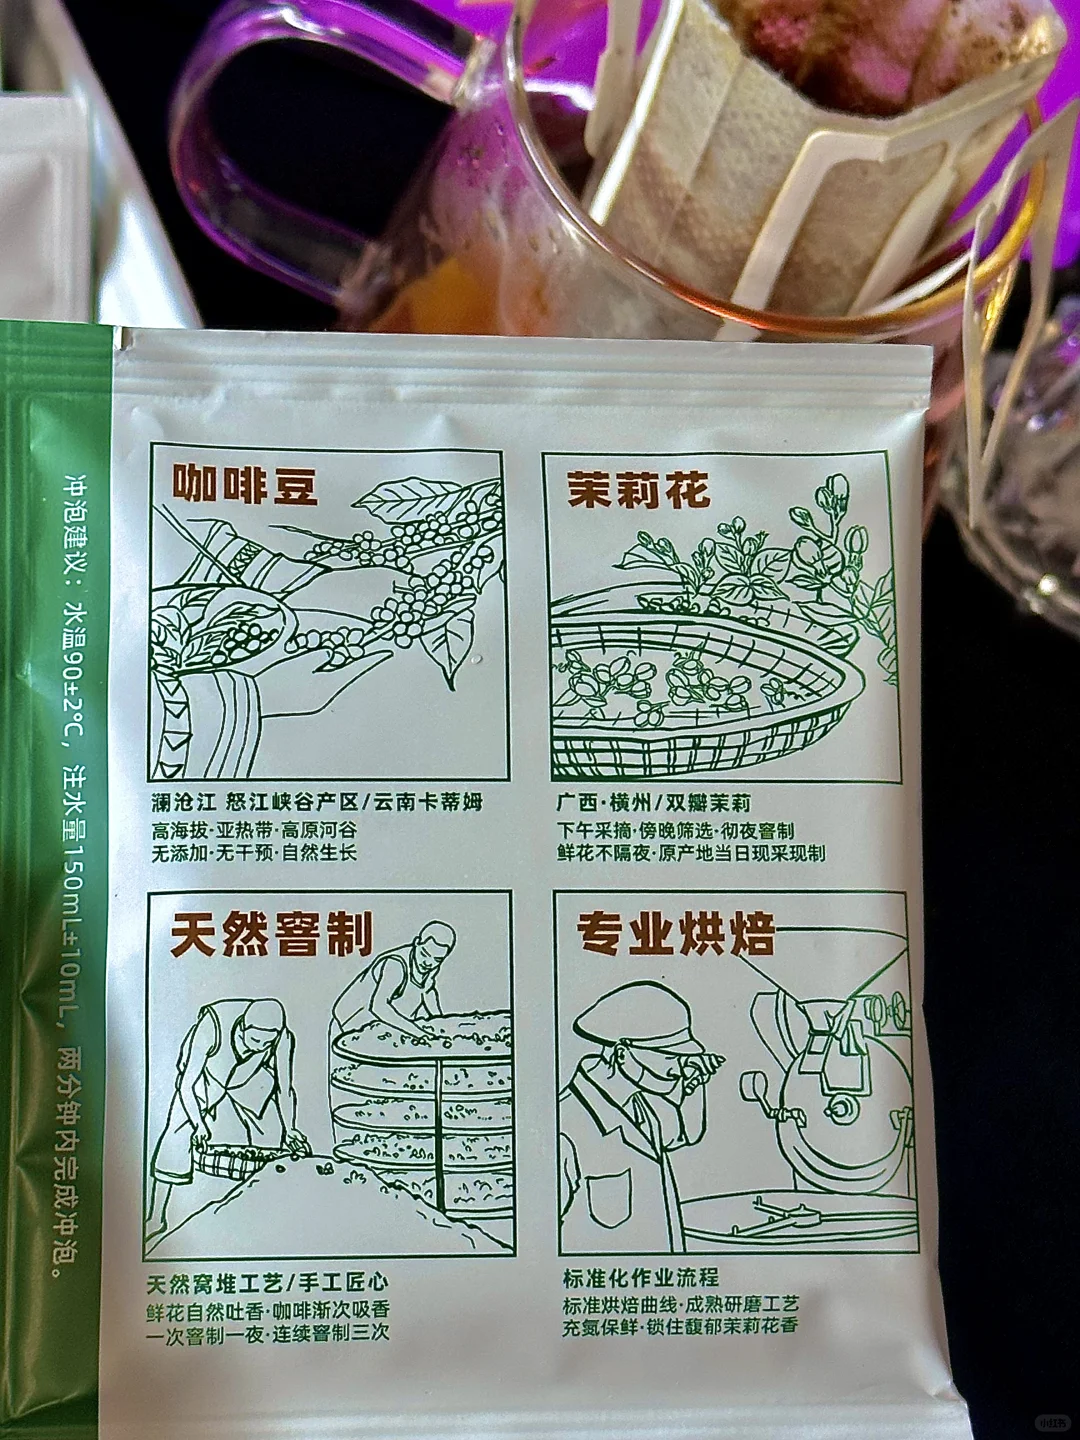 冲泡建议：水温90±2℃，注水量150mL±10mL，两分钟内完成冲泡。
咖啡豆
澜沧江 怒江峡谷产区/云南卡蒂姆
高海拔·亚热带·高原河谷
无添加·无干预·自然生长
茉莉花
广西·横州/双瓣茉莉
下午采摘·傍晚筛选·彻夜窨制
鲜花不隔夜·原产地当日现采现制
天然窨制
天然窝堆工艺/手工匠心
鲜花自然吐香·咖啡渐次吸香
一次窨制一夜·连续窨制三次
专业烘焙
标准化作业流程
标准烘焙曲线·成熟研磨工艺
充氮保鲜·锁住馥郁茉莉花香
小红书